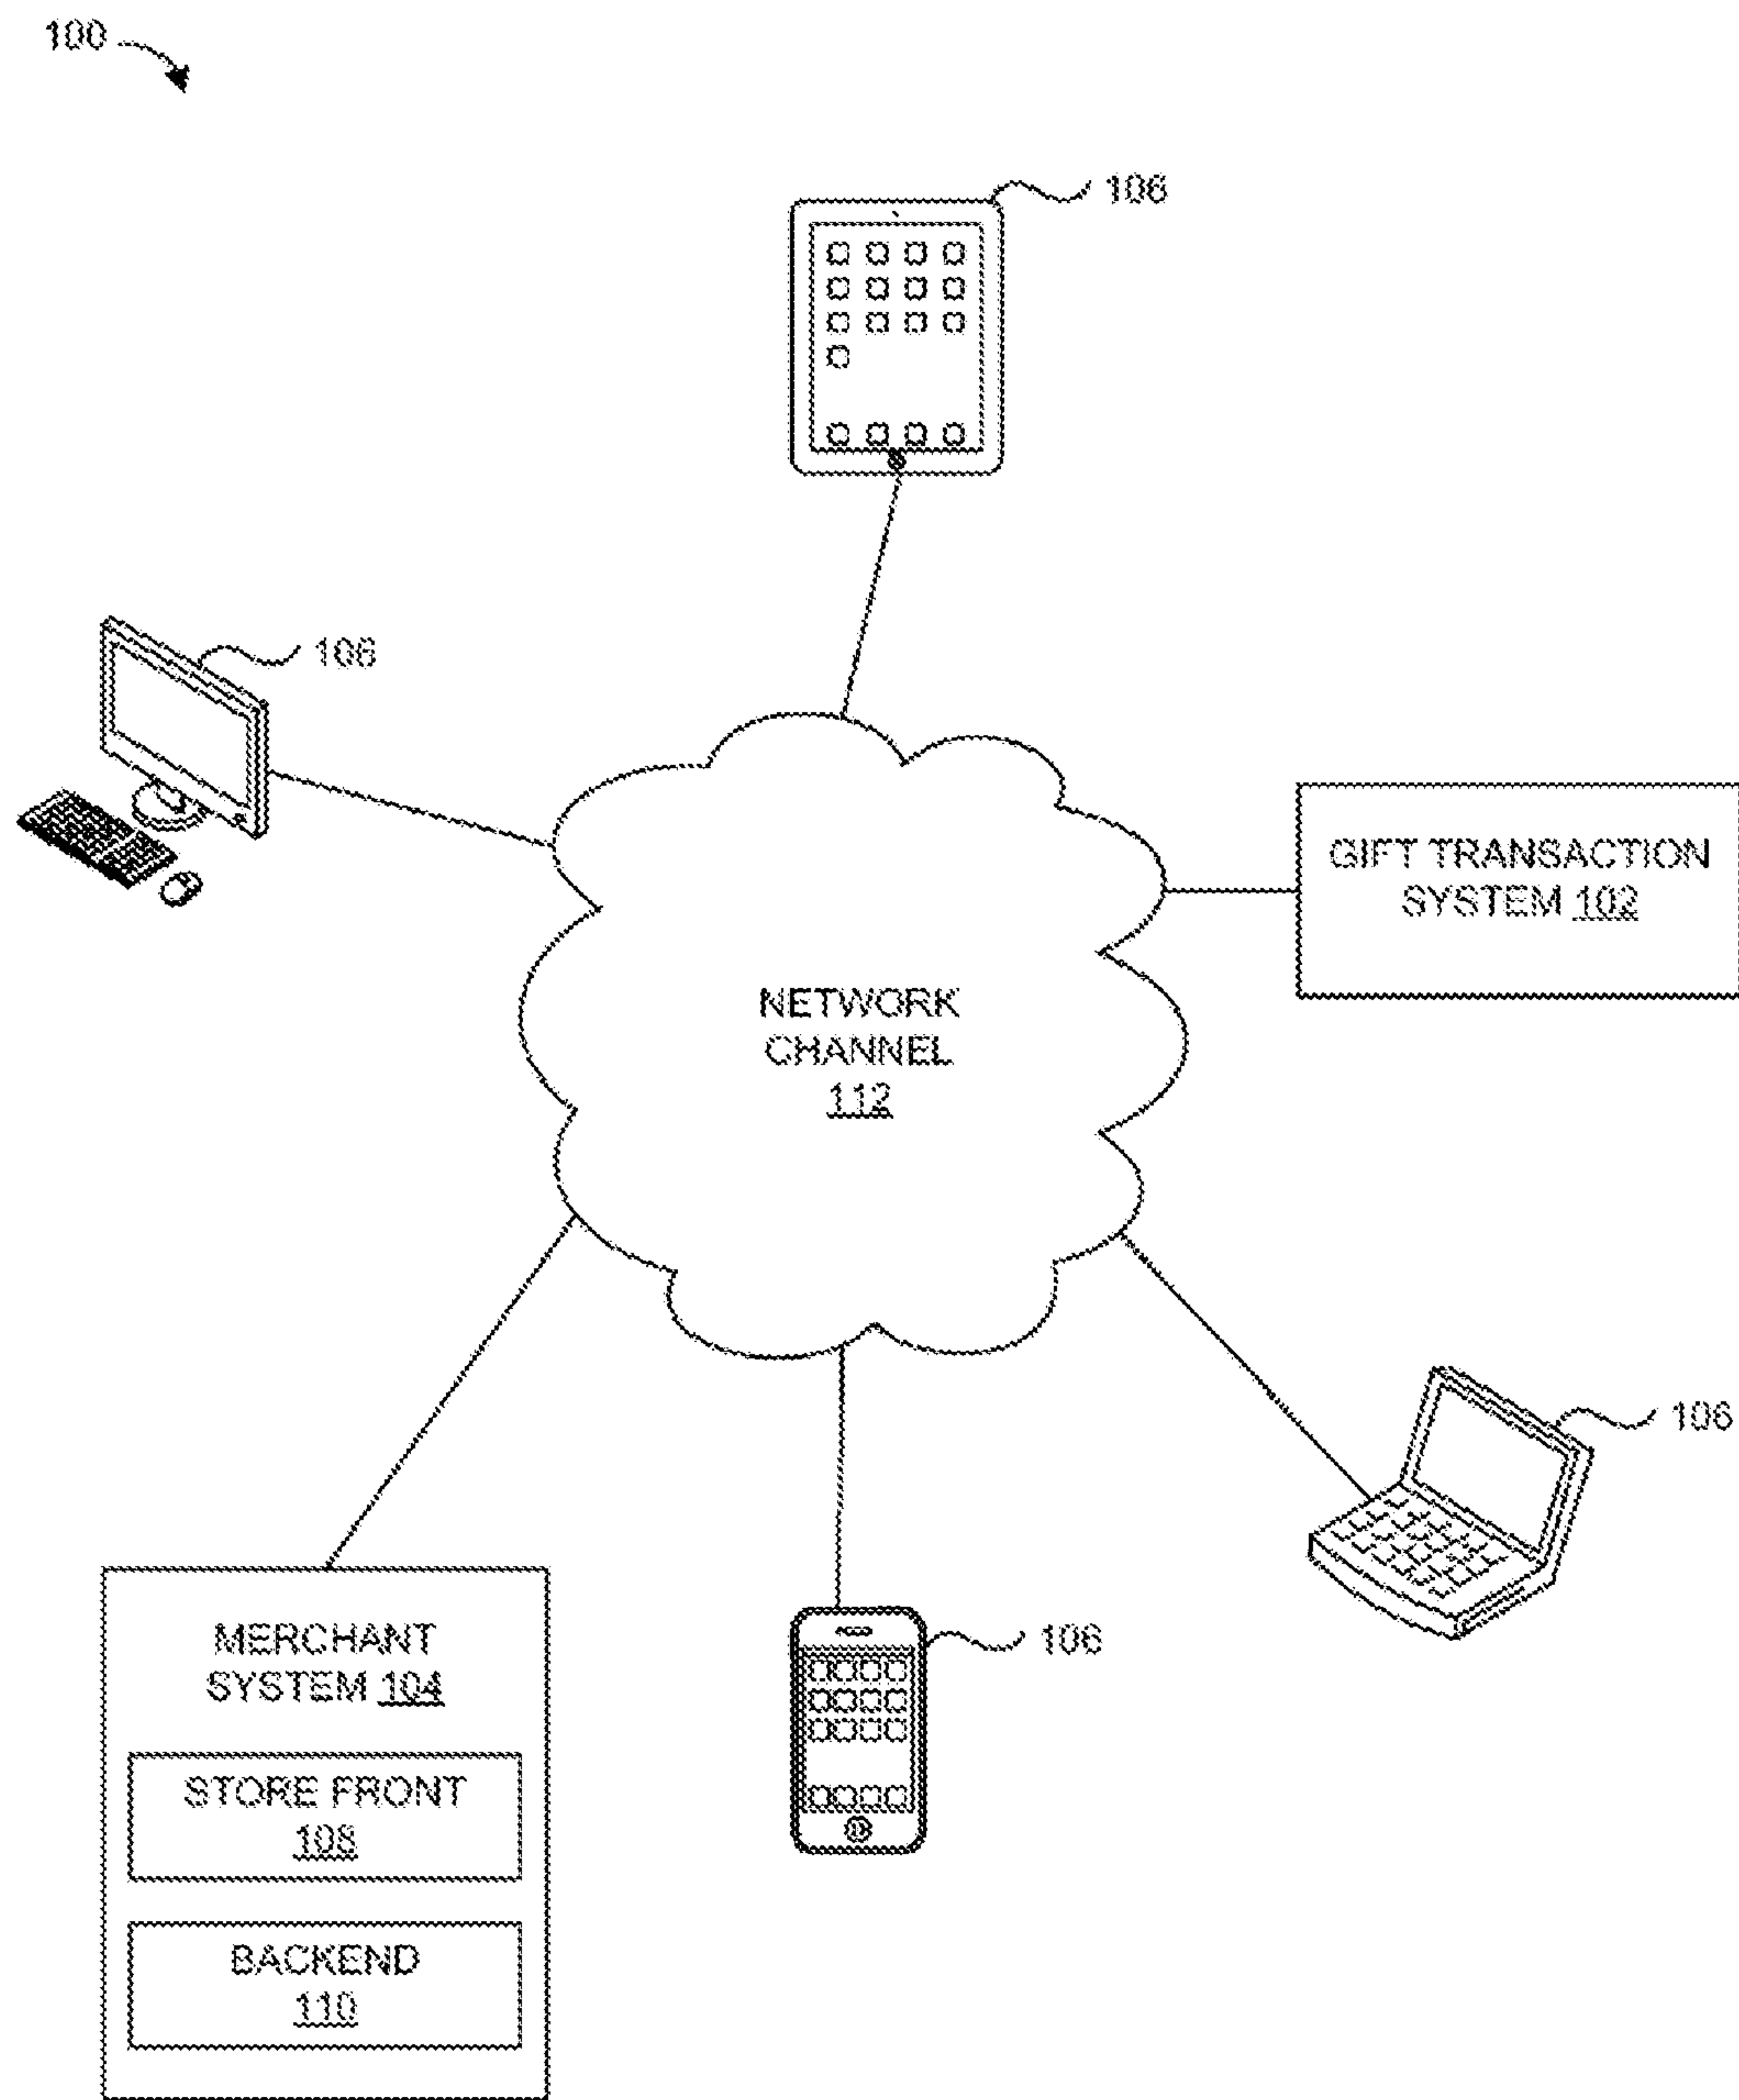 100
106
106
GIFT TRANSACTION
SYSTEM 102
NETWORK
CHANNEL
112
106
MERCHANT
SYSTEM 104
106
STORE FRONT
108
BACKEND
110